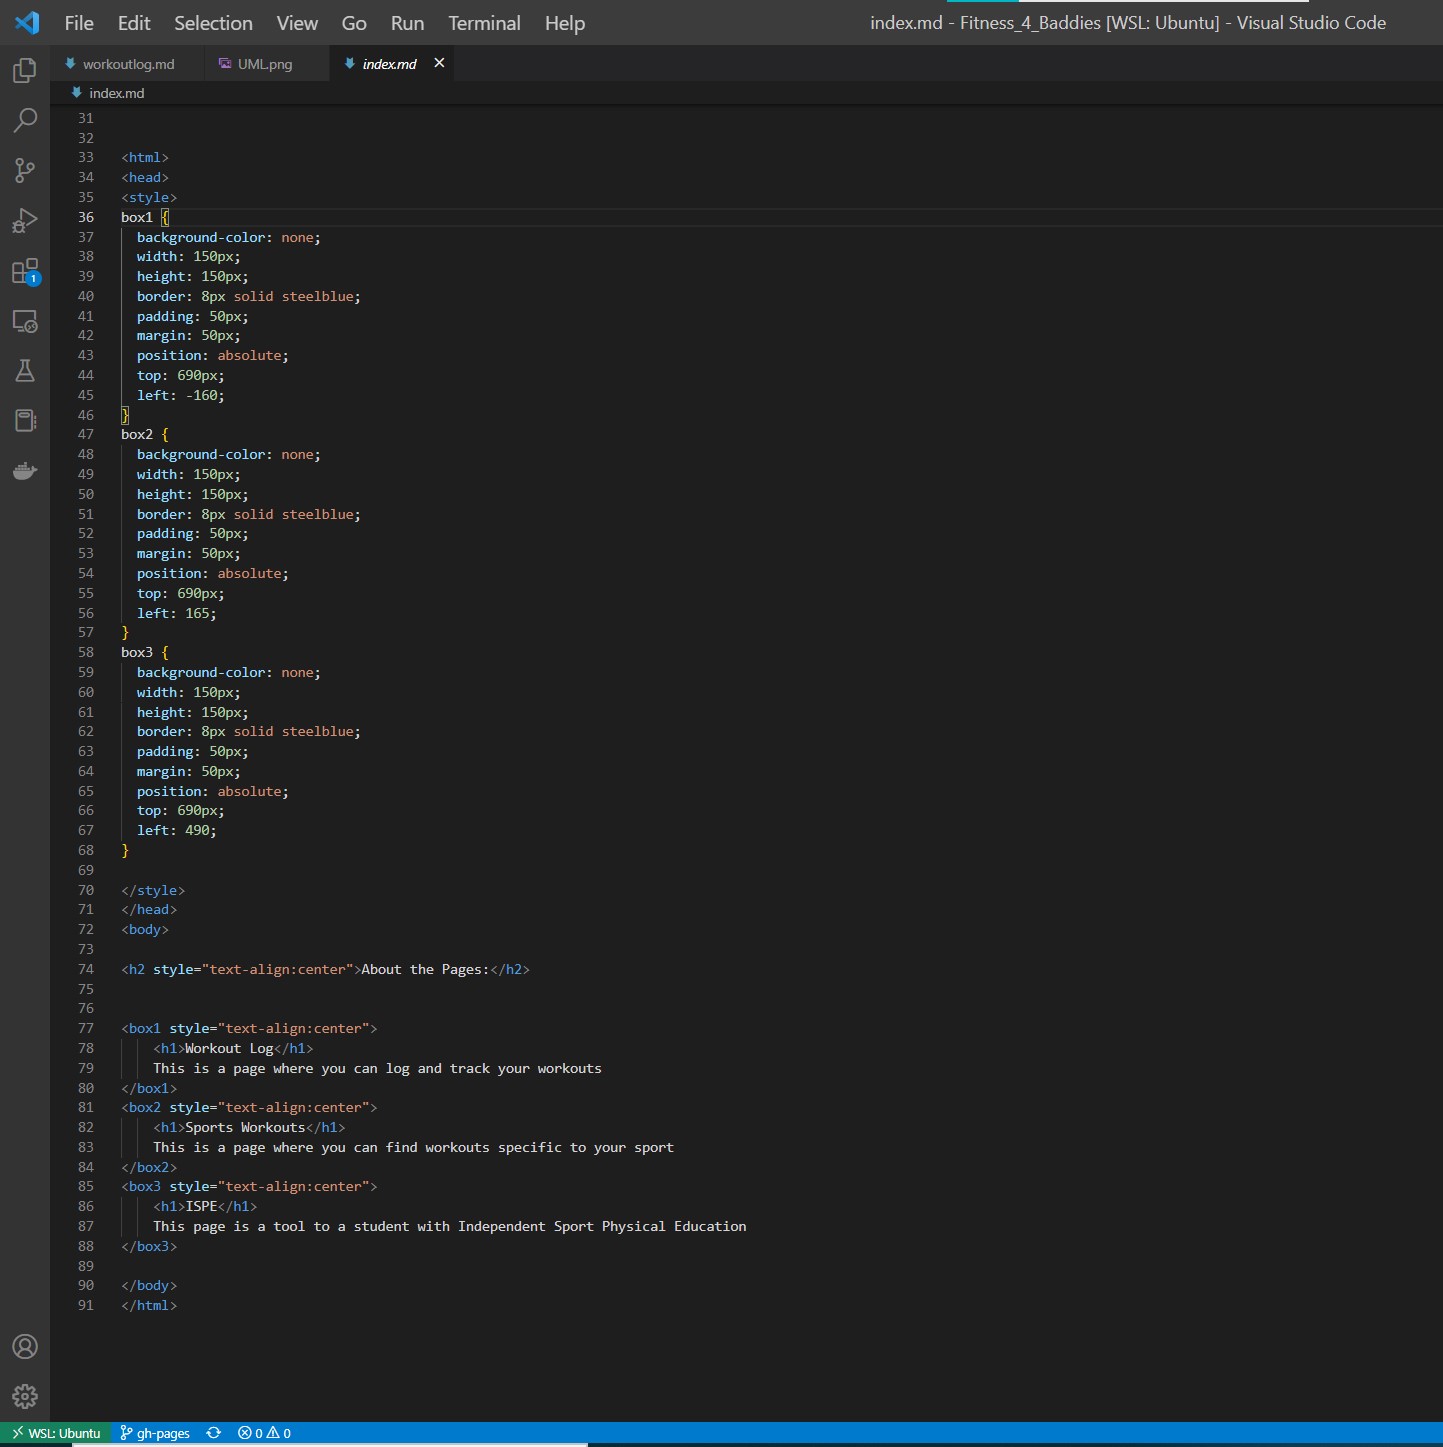 File Edit Selection View Go Run Terminal Help index.md - Fitness_4_Baddies [WSL: Ubuntu] - Visual Studio Code
workoutlog.md UML.png index.md
index.md
31
32
33 <html>
34 <head>
35 <style>
36 box1 {
37 background-color: none;
38 width: 150px;
39 height: 150px;
40 border: 8px solid steelblue;
41 padding: 50px;
42 margin: 50px;
43 position: absolute;
44 top: 690px;
45 left: -160;
46 }
47 box2 {
48 background-color: none;
49 width: 150px;
50 height: 150px;
51 border: 8px solid steelblue;
52 padding: 50px;
53 margin: 50px;
54 position: absolute;
55 top: 690px;
56 left: 165;
57 }
58 box3 {
59 background-color: none;
60 width: 150px;
61 height: 150px;
62 border: 8px solid steelblue;
63 padding: 50px;
64 margin: 50px;
65 position: absolute;
66 top: 690px;
67 left: 490;
68 }
69
70 </style>
71 </head>
72 <body>
73
74 <h2 style="text-align:center">About the Pages:</h2>
75
76
77 <box1 style="text-align:center">
78 <h1>Workout Log</h1>
79 This is a page where you can log and track your workouts
80 </box1>
81 <box2 style="text-align:center">
82 <h1>Sports Workouts</h1>
83 This is a page where you can find workouts specific to your sport
84 </box2>
85 <box3 style="text-align:center">
86 <h1>ISPE</h1>
87 This page is a tool to a student with Independent Sport Physical Education
88 </box3>
89
90 </body>
91 </html>
1
WSL: Ubuntu gh-pages 0 0